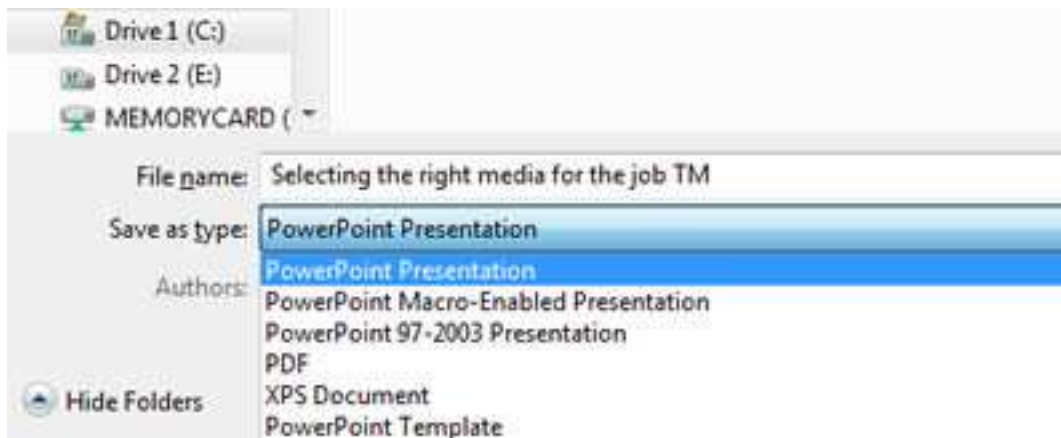 Drive 1 (C:)
Drive 2 (E:)
MEMORYCARD (
File name: Selecting the right media for the job TM
Save as type: PowerPoint Presentation
Authors:
PowerPoint Presentation
PowerPoint Macro-Enabled Presentation
PowerPoint 97-2003 Presentation
PDF
XPS Document
Hide Folders
PowerPoint Template